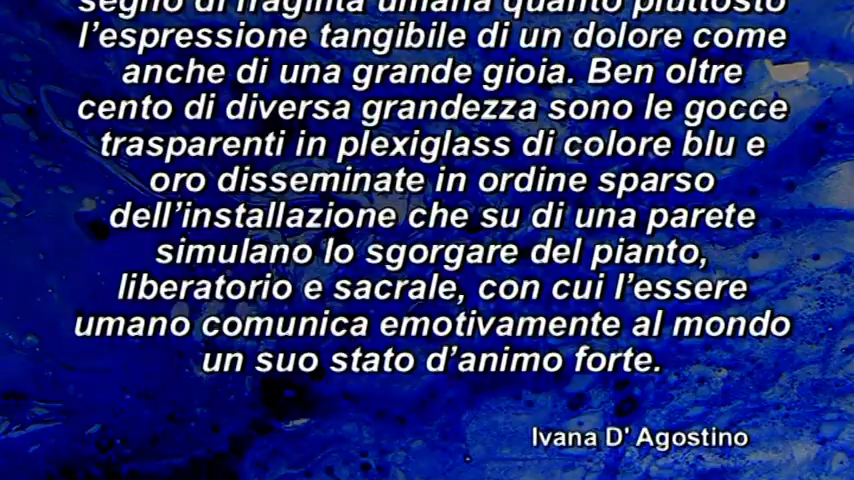 segno di fragilità umana quanto piuttosto
l’espressione tangibile di un dolore come
anche di una grande gioia. Ben oltre
cento di diversa grandezza sono le gocce
trasparenti in plexiglass di colore blu e
oro disseminate in ordine sparso
dell’installazione che su di una parete
simulano lo sgorgare del pianto,
liberatorio e sacrale, con cui l’essere
umano comunica emotivamente al mondo
un suo stato d’animo forte.
Ivana D' Agostino